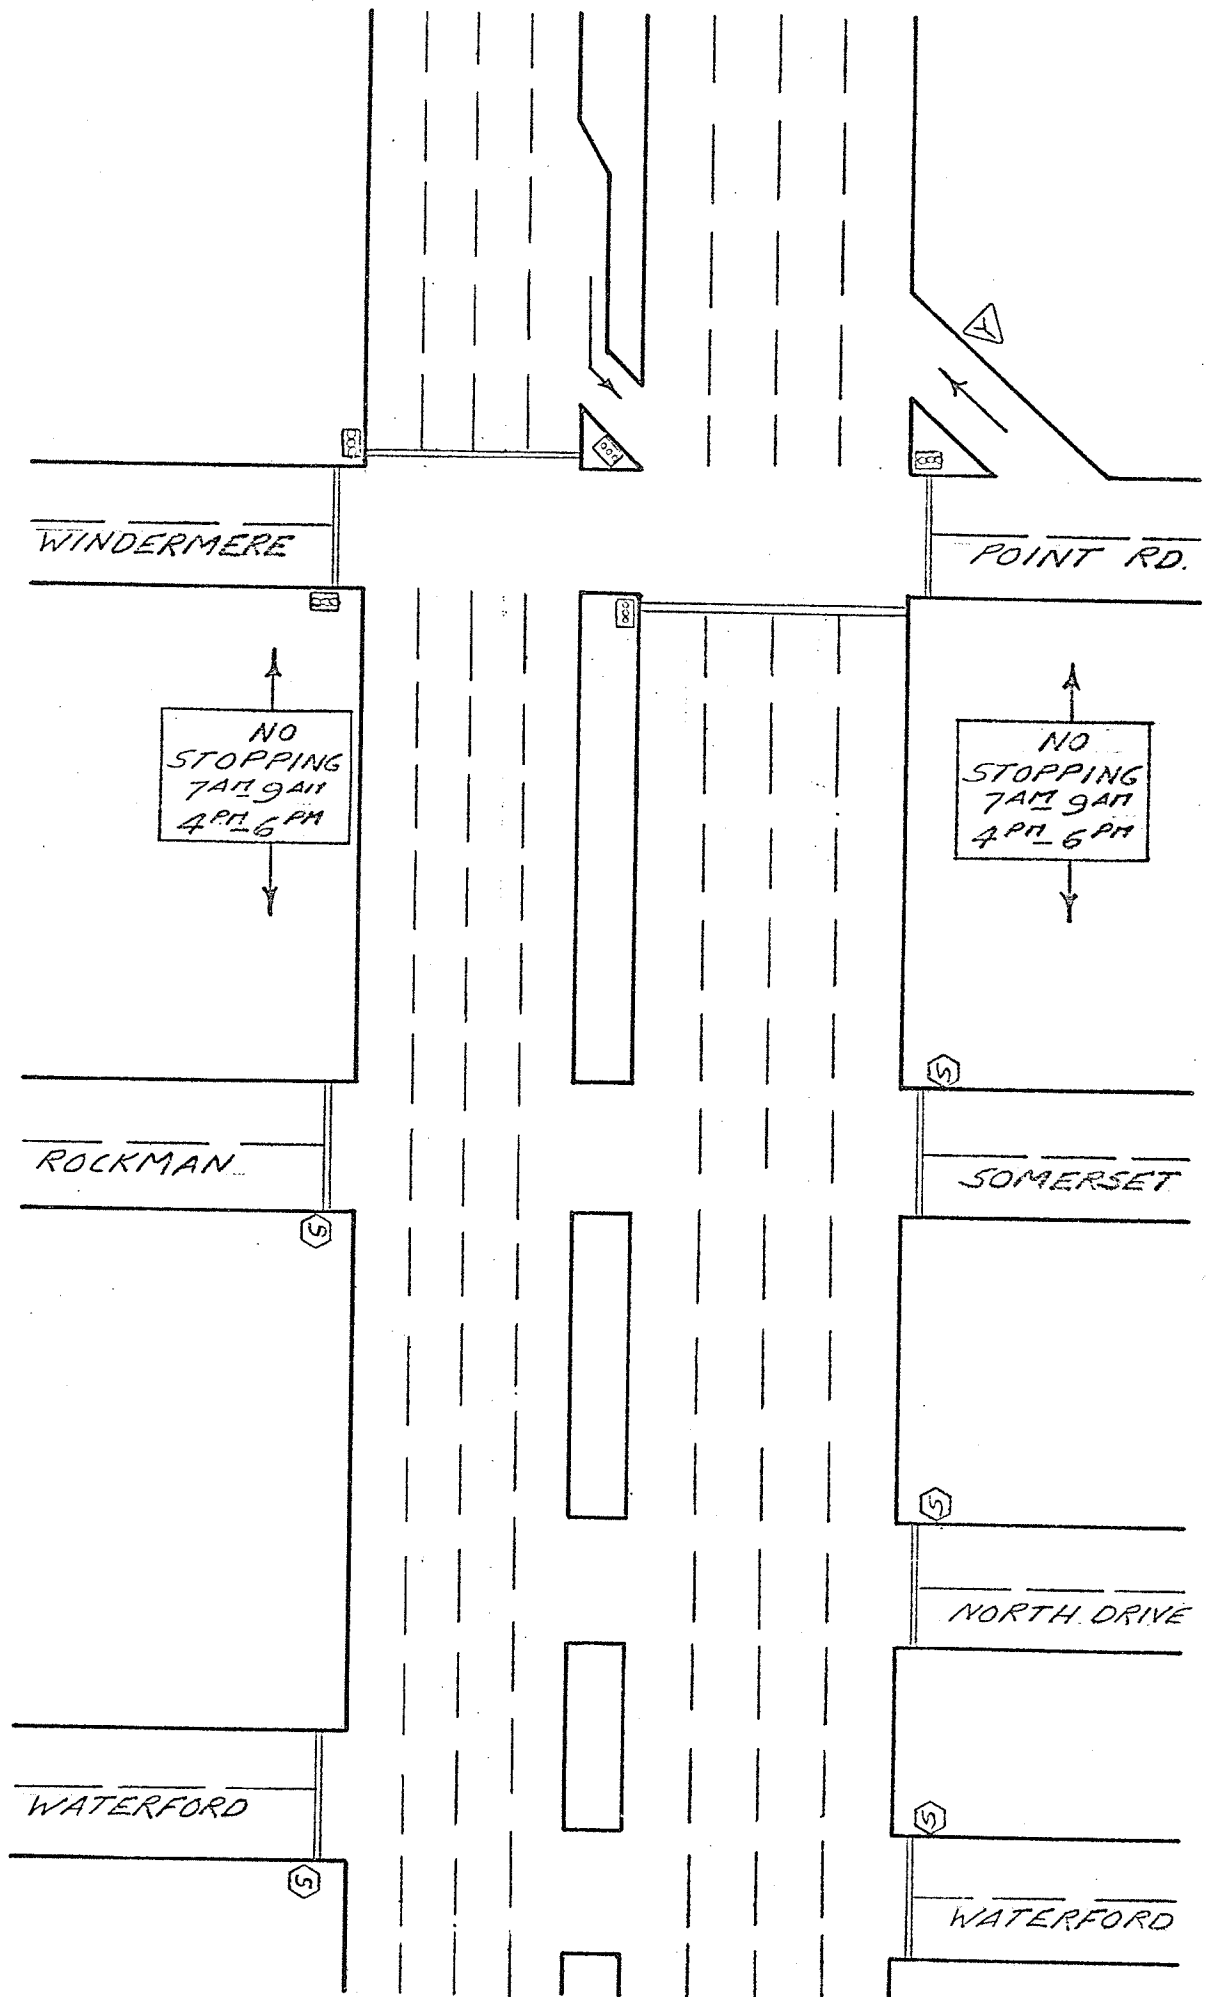 Y
WINDERMERE
POINT RD.
NO
STOPPING
7AM 9AM
4PM-6PM
NO
STOPPING
7AM 9AM
4PM-6PM
S
ROCKMAN
SOMERSET
S
S
NORTH DRIVE
WATERFORD
S
S
WATERFORD